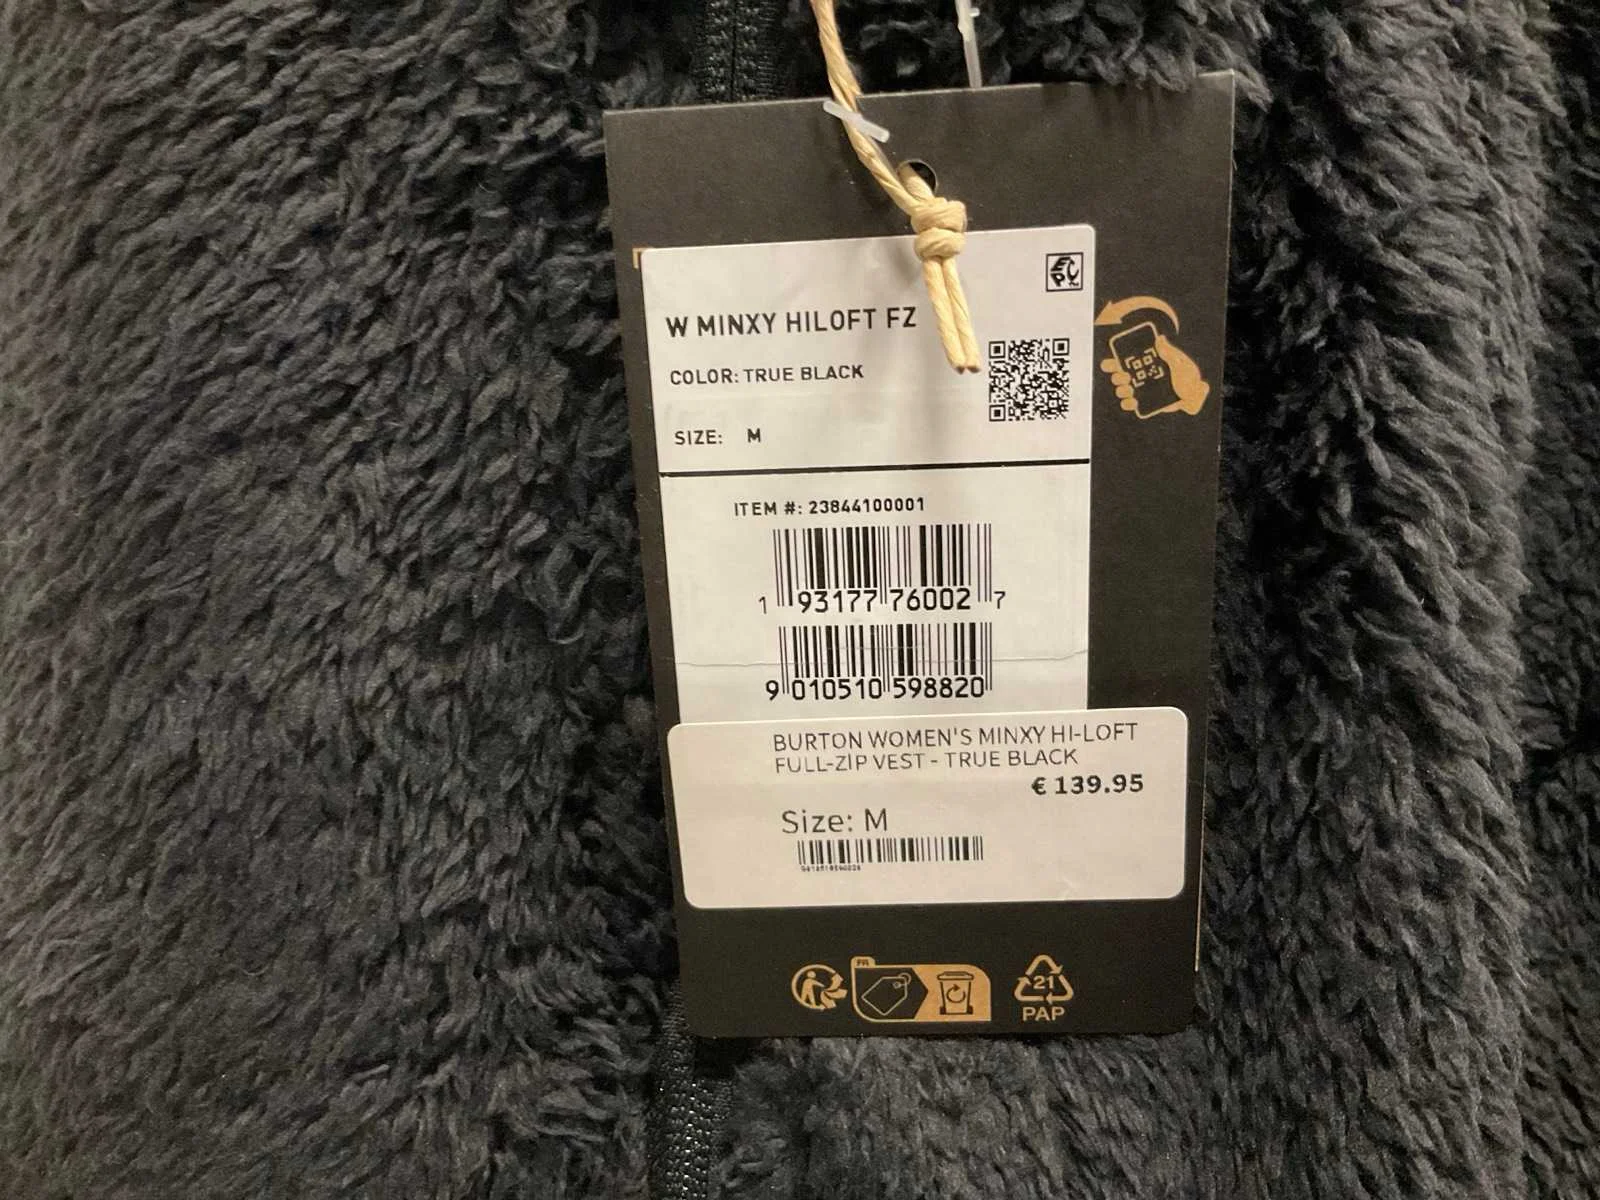 W MINXY HILOFT FZ
COLOR: TRUE BLACK
SIZE: M
ITEM #: 23844100001
1 93177 76002 7
9 010510 598820
BURTON WOMEN'S MINXY HI-LOFT
FULL-ZIP VEST - TRUE BLACK
€ 139.95
Size: M
FR
21
PAP